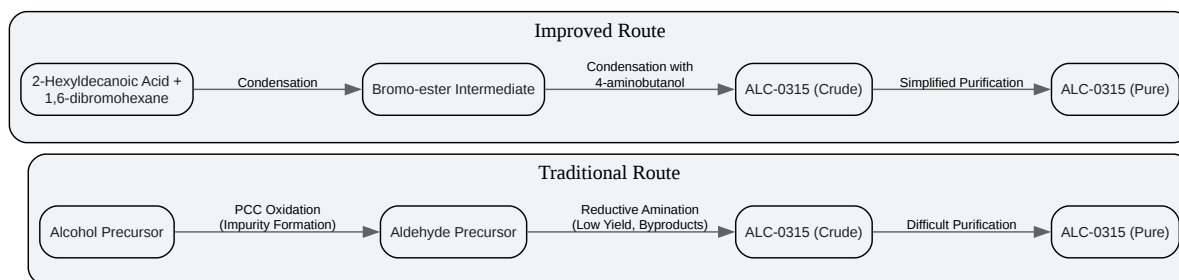 Improved Route
2-Hexyldecanoic Acid +
1,6-dibromohexane
Condensation
Bromo-ester Intermediate
Condensation with
4-aminobutanol
ALC-0315 (Crude)
Simplified Purification
ALC-0315 (Pure)
Traditional Route
Alcohol Precursor
PCC Oxidation
(Impurity Formation)
Aldehyde Precursor
Reductive Amination
(Low Yield, Byproducts)
ALC-0315 (Crude)
Difficult Purification
ALC-0315 (Pure)